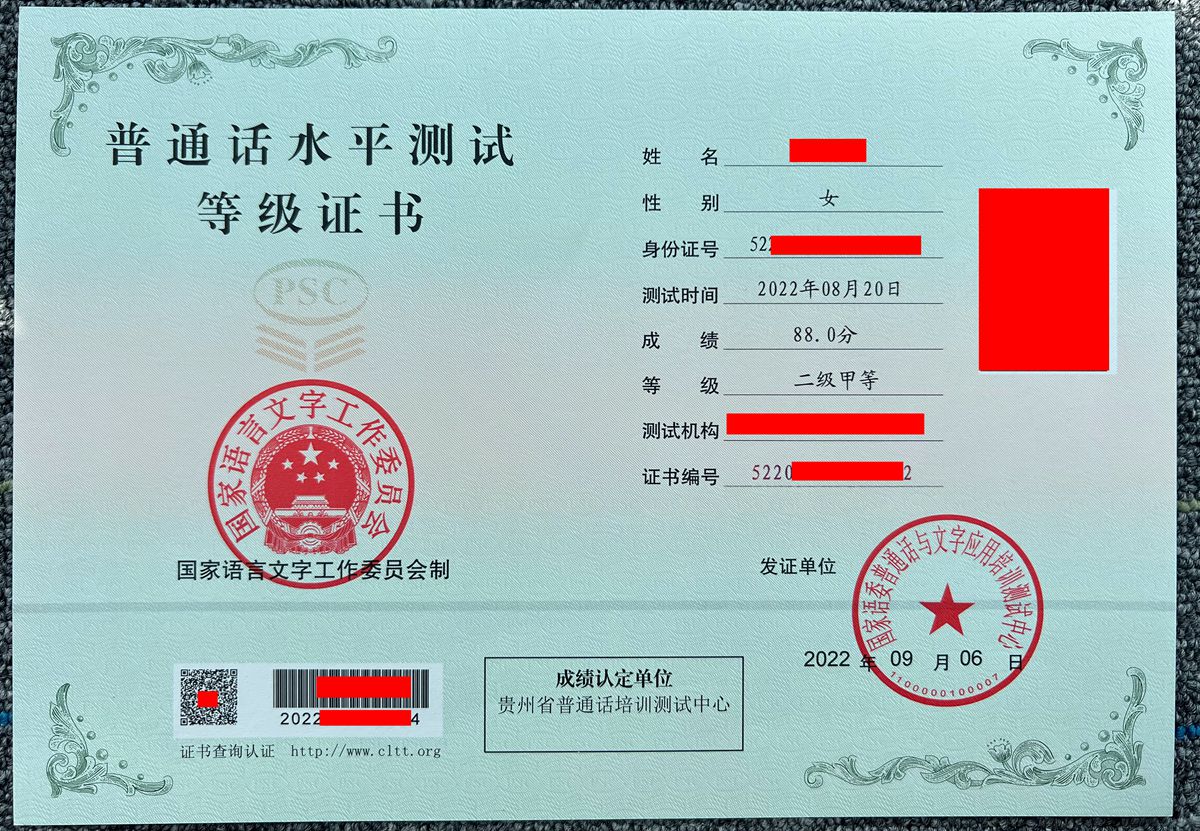 普通话水平测试
等级证书
PSC
国家语言文字工作委员会
国家语言文字工作委员会制
姓 名
性 别 女
身份证号 522
测试时间 2022年08月20日
成 绩 88.0分
等 级 二级甲等
测试机构
证书编号 5220 2
发证单位
国家语委普通话与文字应用培训测试中心
1100000100007
2022 年 09 月 06 日
2022 4
证书查询认证 http://www.cltt.org
成绩认定单位
贵州省普通话培训测试中心